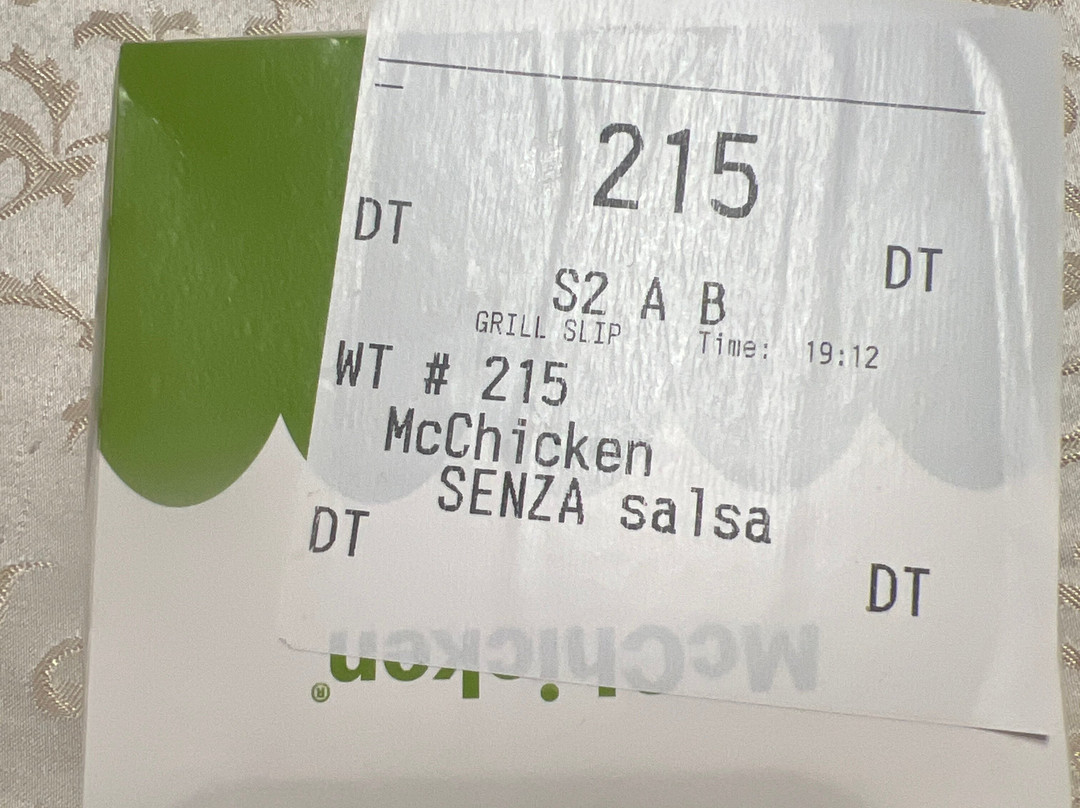 215
DT DT
S2 A B
GRILL SLIP Time: 19:12
WT # 215
McChicken
SENZA salsa
DT DT
McChicken®